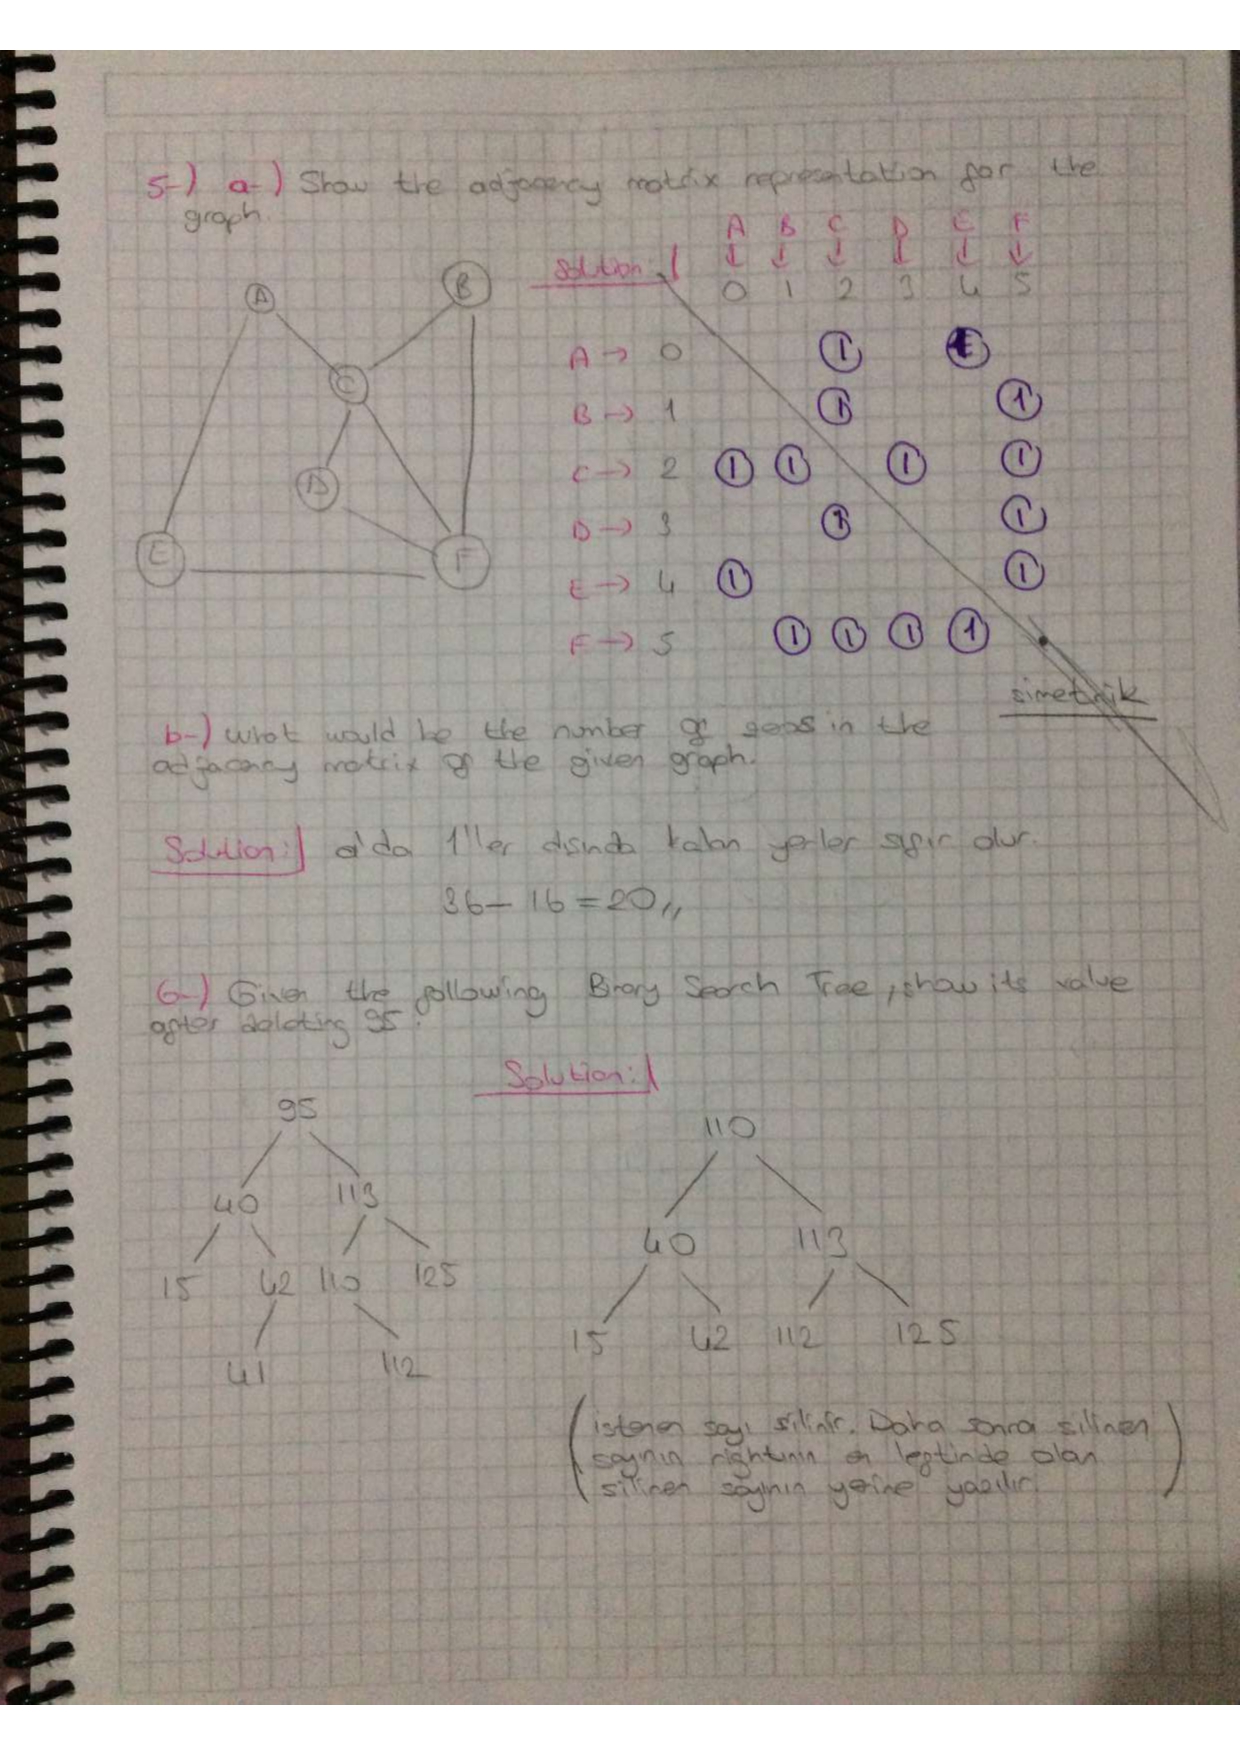 5-) a-) Show the adjacency matrix representation for the
graph.
Solution:
A B C D E F
0 1 2 3 4 5
A → 0 1 1
B → 1 1 1
C → 2 1 1 1 1
D → 3 1 1
E → 4 1 1
F → 5 1 1 1 1
simetrik
A
B
C
D
E
F
b-) what would be the number of zeros in the
adjacency matrix of the given graph.
Solution: a'da 1'ler dışında kalan yerler sıfır olur.
36 - 16 = 20,,
6-) Given the following Binary Search Tree, show its value
after deleting 95.
Solution:
95
40 113
15 42 110 125
41 112
110
40 113
15 42 112 125
(istenen sayı silinir. Daha sonra silinen
sayının rightının en leftinde olan
silinen sayının yerine yazılır.)